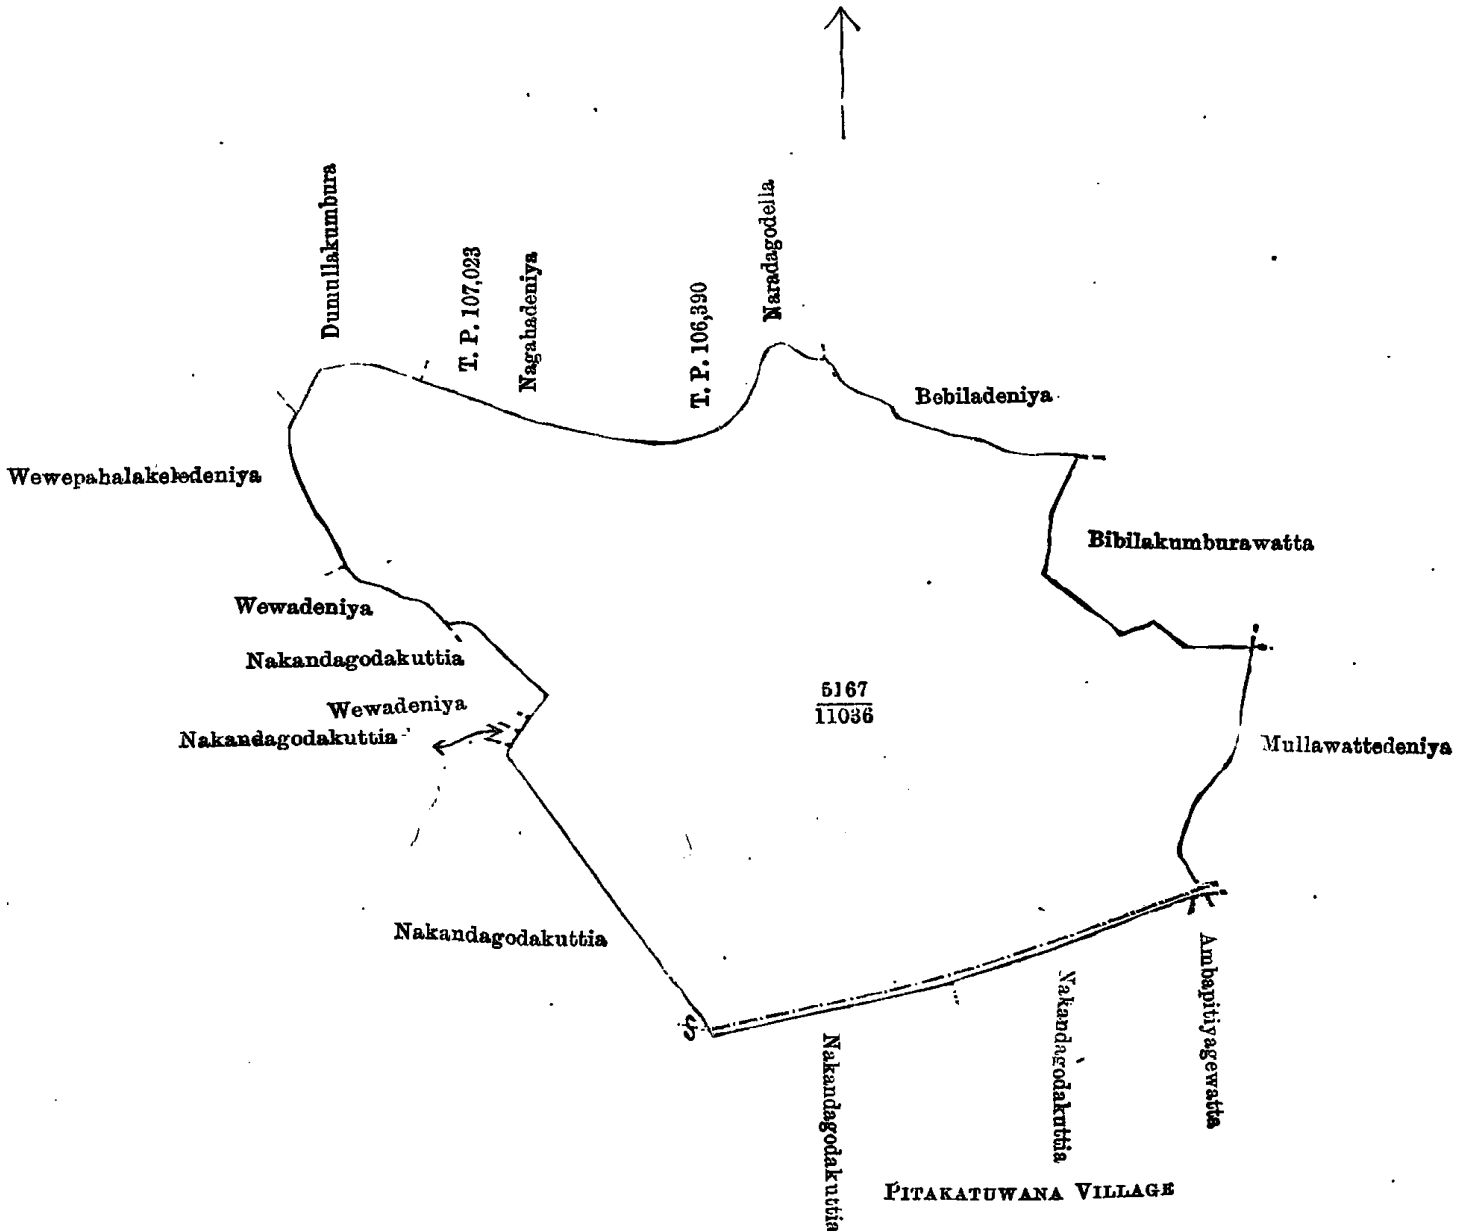 Dunullakumbura
T. P. 107,023
Nagahadeniya
T. P. 106,390
Naradagodella
Bebiladeniya
Wewepahalakeledeniya
Bibilakumburawatta
Wewadeniya
Nakandagodakuttia
5167
11036
Wewadeniya
Nakandagodakuttia
Mullawattedeniya
Nakandagodakuttia
Ambapitiyagewatta
Nakandagodakuttia
Nakandagodakuttia
PITAKATUWANA VILLAGE